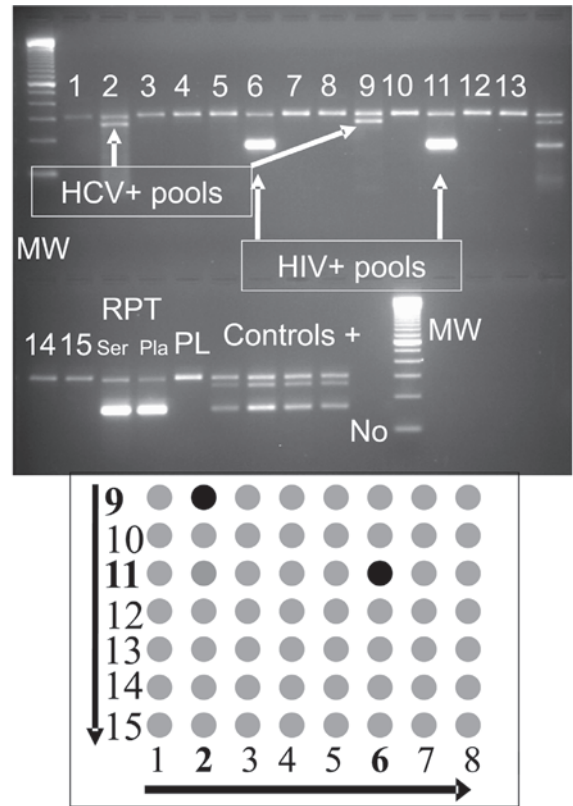 1 2 3 4 5 6 7 8 9 10 11 12 13
HCV+ pools
MW
HIV+ pools
RPT
14 15 Ser Pla PL Controls + MW
No
9
10
11
12
13
14
15
1 2 3 4 5 6 7 8